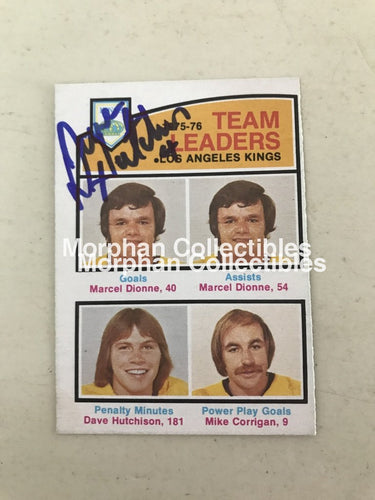 '75-76
TEAM
LEADERS
LOS ANGELES KINGS
Morphan Collectibles
Morphan Collectibles
Goals
Marcel Dionne, 40
Assists
Marcel Dionne, 54
Penalty Minutes
Dave Hutchison, 181
Power Play Goals
Mike Corrigan, 9